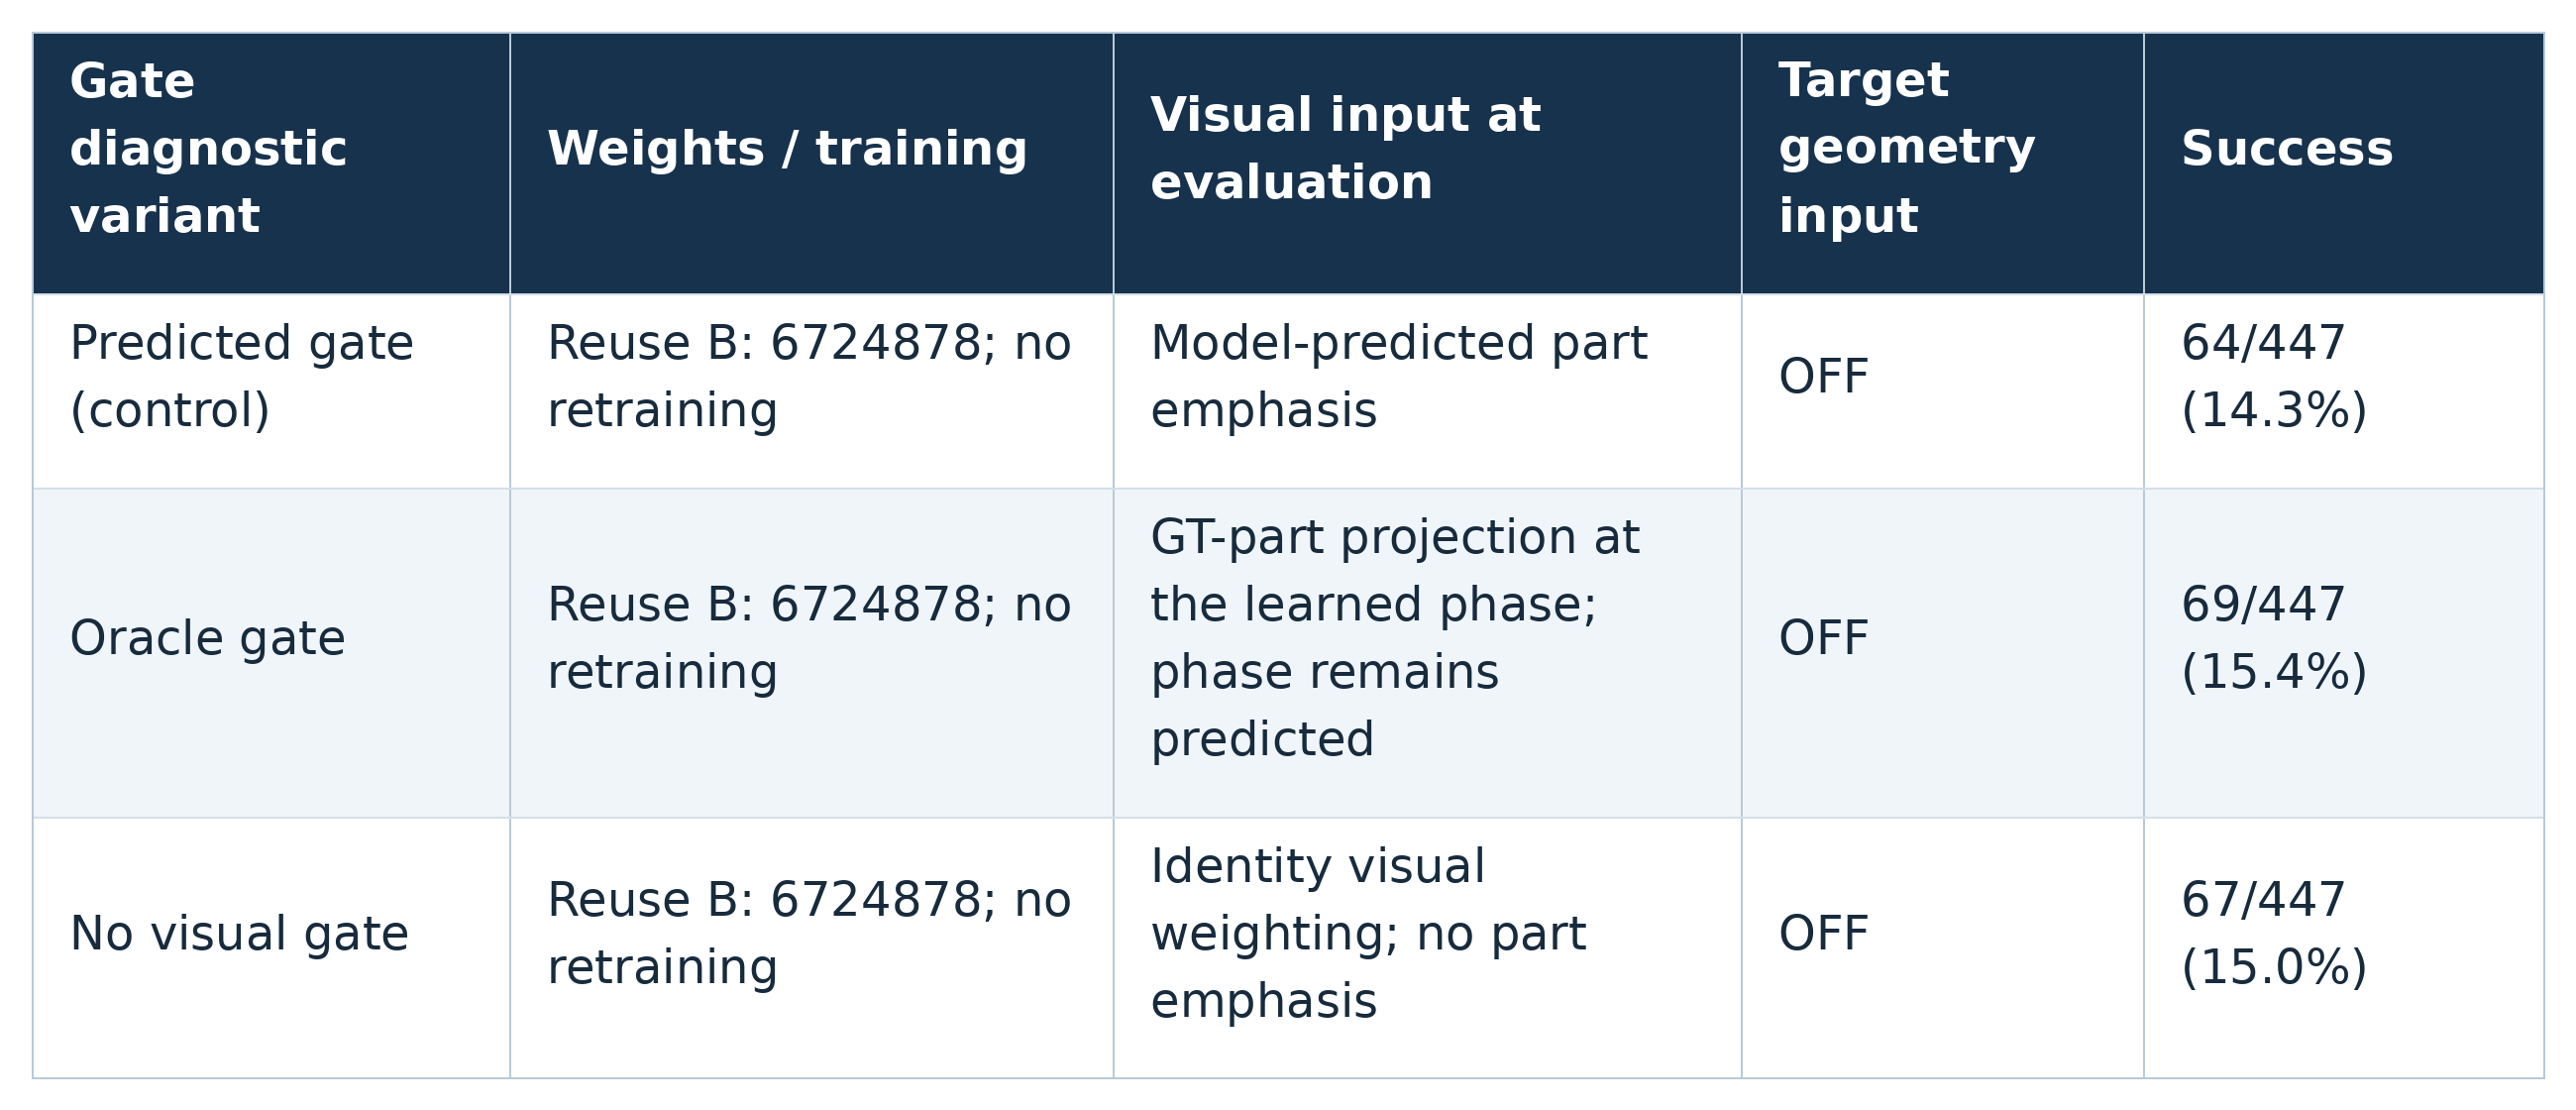 Gate
diagnostic
variant
Weights / training
Visual input at
evaluation
Target
geometry
input
Success
Predicted gate
(control)
Reuse B: 6724878; no
retraining
Model-predicted part
emphasis
OFF
64/447
(14.3%)
Oracle gate
Reuse B: 6724878; no
retraining
GT-part projection at
the learned phase;
phase remains
predicted
OFF
69/447
(15.4%)
No visual gate
Reuse B: 6724878; no
retraining
Identity visual
weighting; no part
emphasis
OFF
67/447
(15.0%)